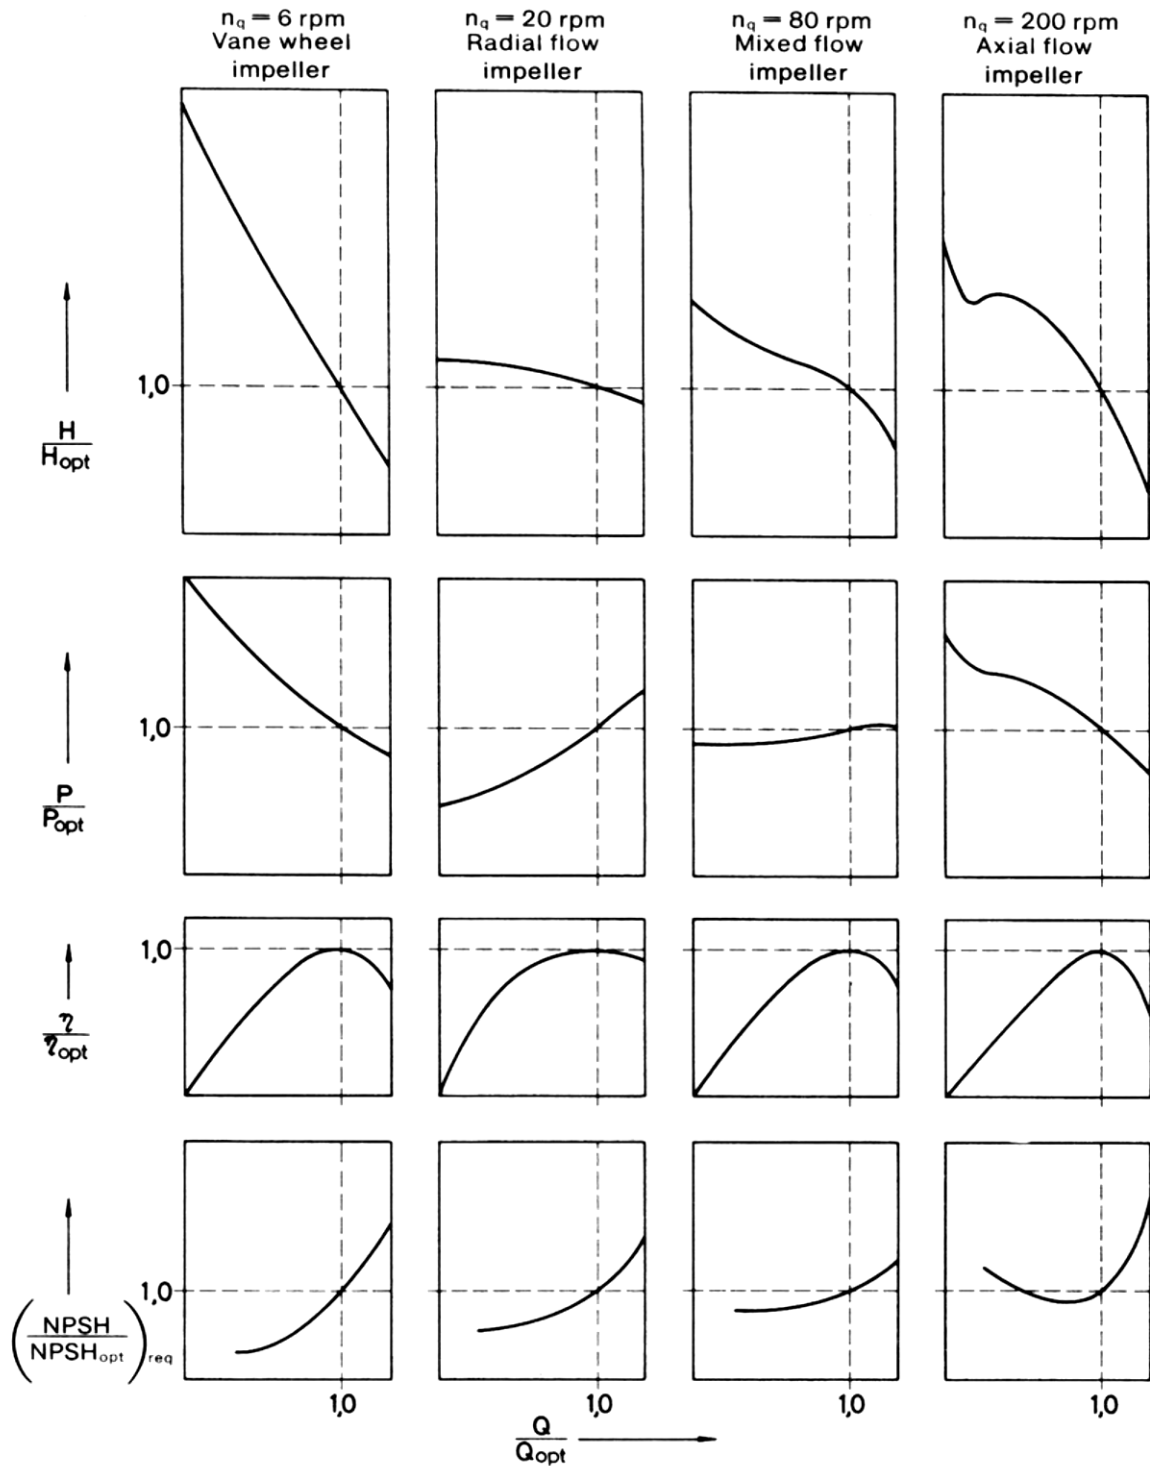 n_q = 6 rpm
Vane wheel
impeller
n_q = 20 rpm
Radial flow
impeller
n_q = 80 rpm
Mixed flow
impeller
n_q = 200 rpm
Axial flow
impeller
1,0
H
H_opt
1,0
P
P_opt
1,0
η
η_opt
1,0
(NPSH
NPSH_opt)_req
1,0 1,0 1,0 1,0
Q
Q_opt